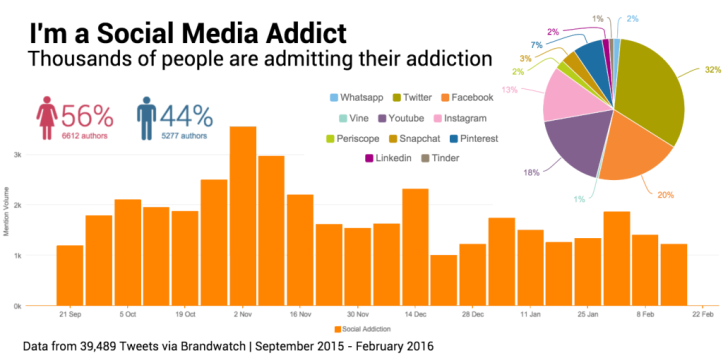 I'm a Social Media Addict
Thousands of people are admitting their addiction
56%
6612 authors
44%
5277 authors
Whatsapp Twitter Facebook
Vine Youtube Instagram
Periscope Snapchat Pinterest
Linkedin Tinder
1%
2%
2%
7%
3%
2%
13%
32%
18%
1%
20%
Mention Volume
3k
2k
1k
0k
21 Sep 5 Oct 19 Oct 2 Nov 16 Nov 30 Nov 14 Dec 28 Dec 11 Jan 25 Jan 8 Feb 22 Feb
Social Addiction
Data from 39,489 Tweets via Brandwatch | September 2015 - February 2016